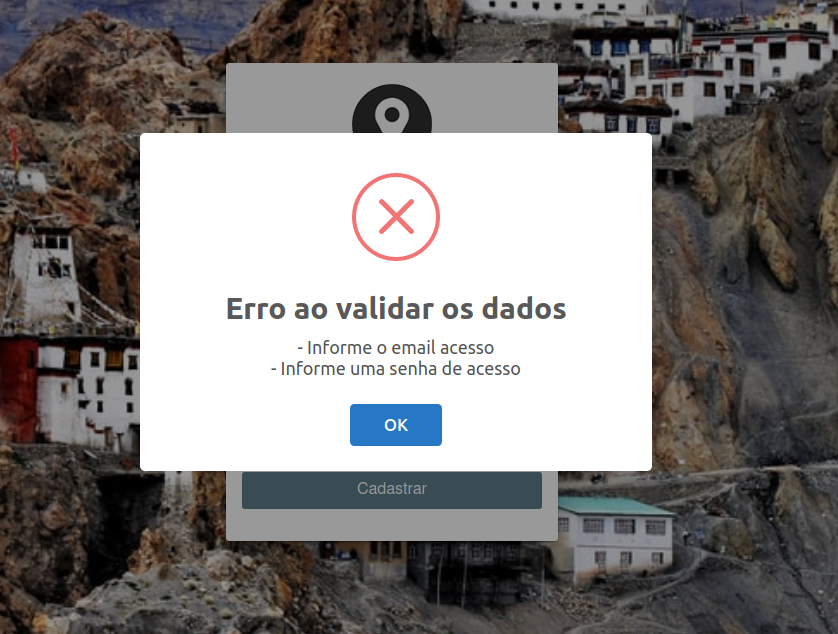 Erro ao validar os dados
- Informe o email acesso
- Informe uma senha de acesso
OK
Cadastrar